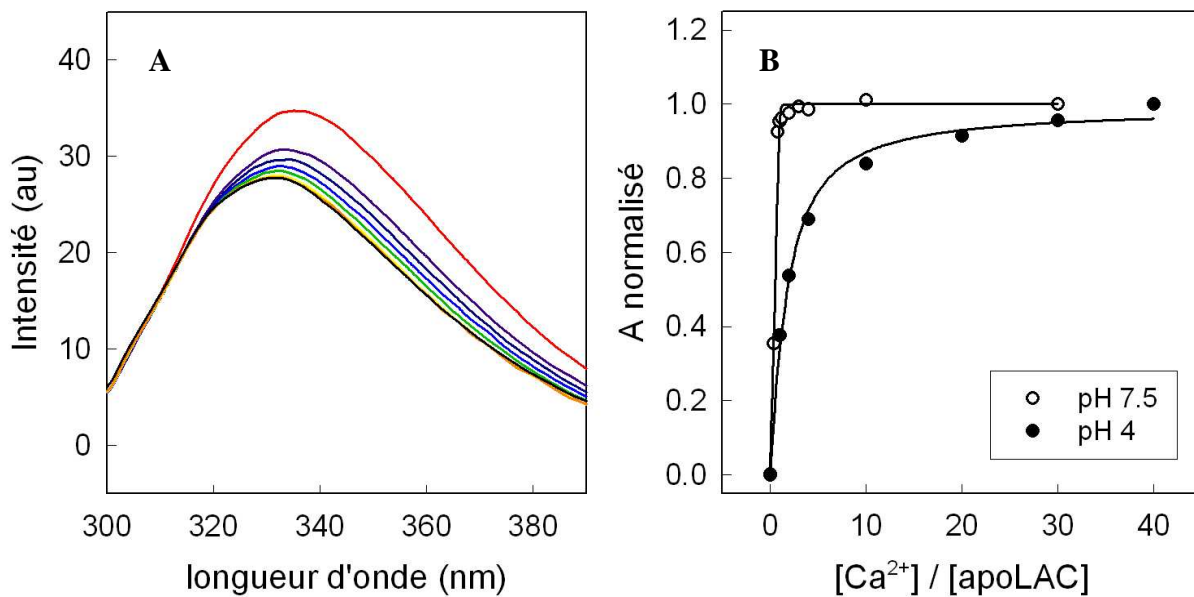 A
40
30
20
10
0
Intensité (au)
300
320
340
360
380
longueur d'onde (nm)
B
1.2
1.0
0.8
0.6
0.4
0.2
0.0
A normalisé
pH 7.5
pH 4
0
10
20
30
40
[Ca²⁺] / [apoLAC]